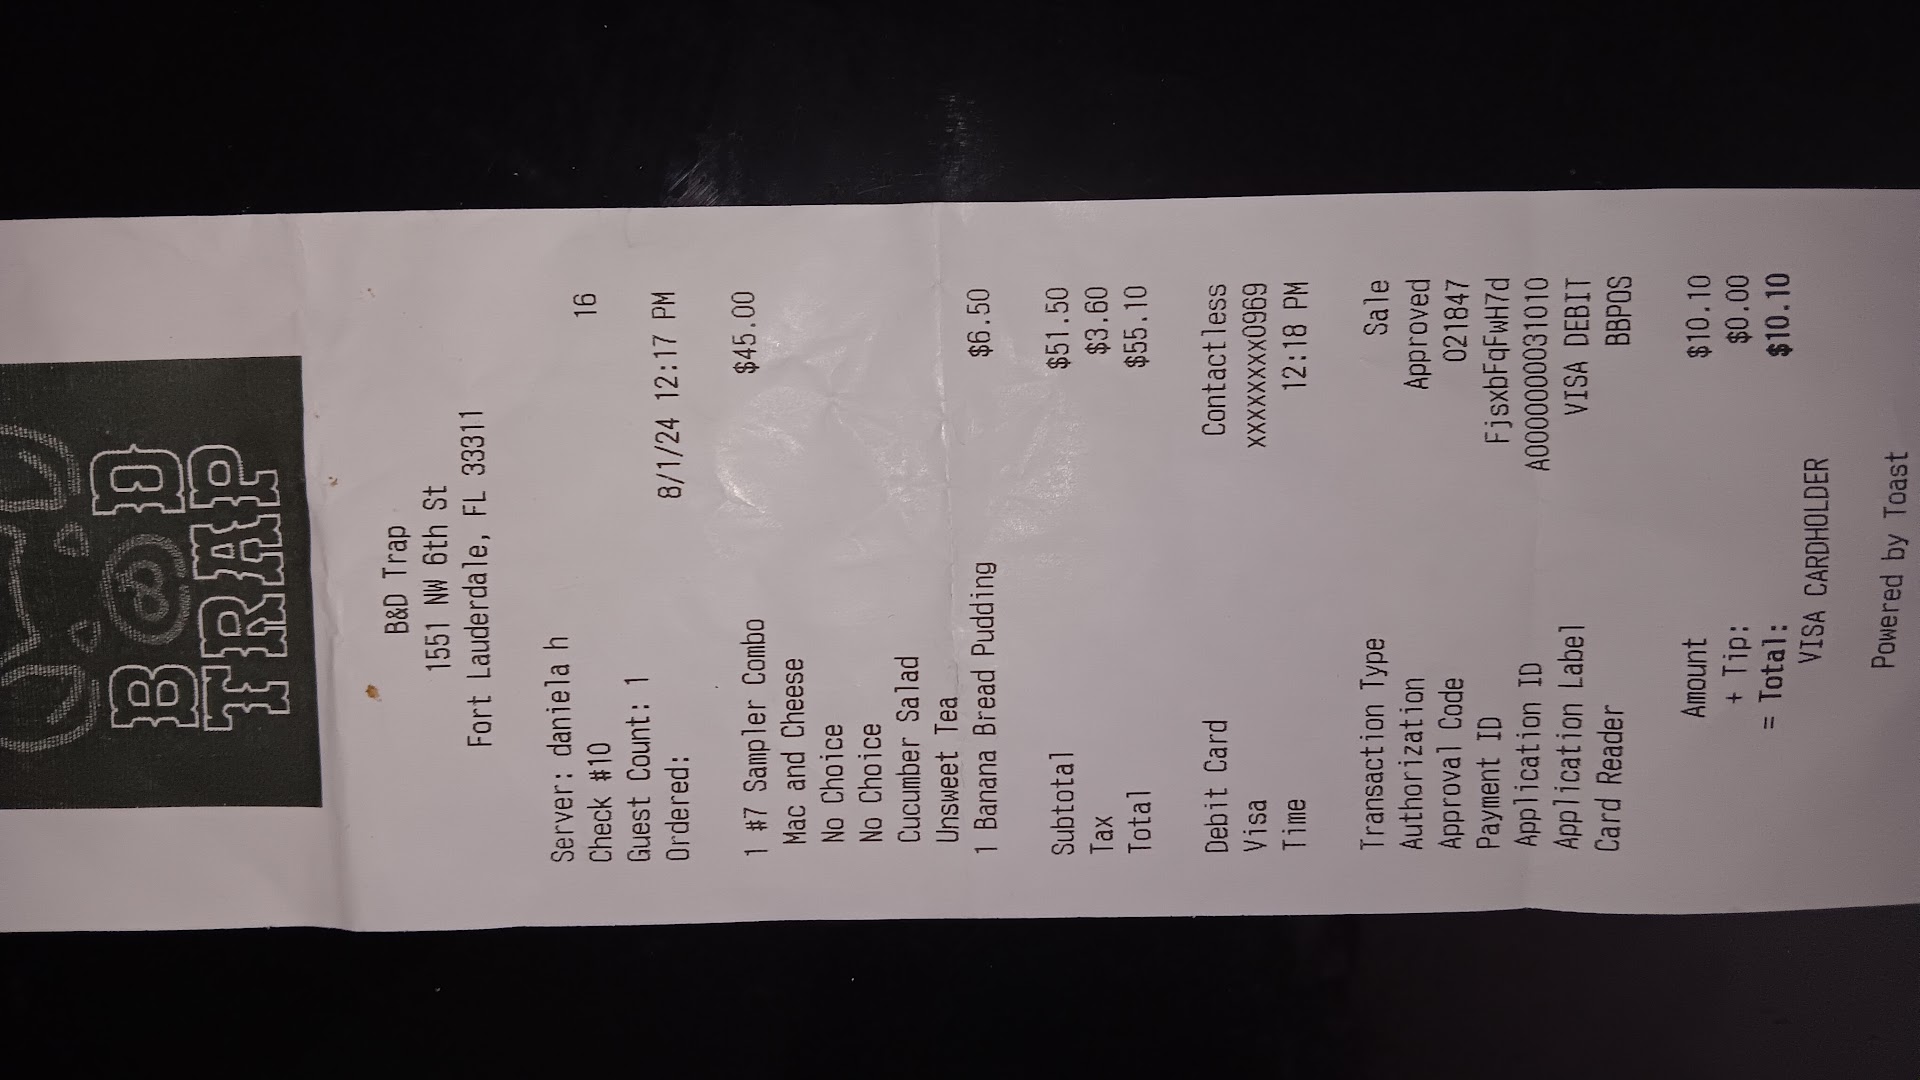 B&D
TRAP
B&D Trap
1551 NW 6th St
Fort Lauderdale, FL 33311
Server: daniela h
Check #10 16
Guest Count: 1
Ordered: 8/1/24 12:17 PM
1 #7 Sampler Combo $45.00
Mac and Cheese
No Choice
No Choice
Cucumber Salad
Unsweet Tea
1 Banana Bread Pudding $6.50
Subtotal $51.50
Tax $3.60
Total $55.10
Debit Card Contactless
Visa xxxxxxxx0969
Time 12:18 PM
Transaction Type Sale
Authorization Approved
Approval Code 021847
Payment ID FjsxbFqFwH7d
Application ID A0000000031010
Application Label VISA DEBIT
Card Reader BBPOS
Amount $10.10
+ Tip: $0.00
= Total: $10.10
VISA CARDHOLDER
Powered by Toast